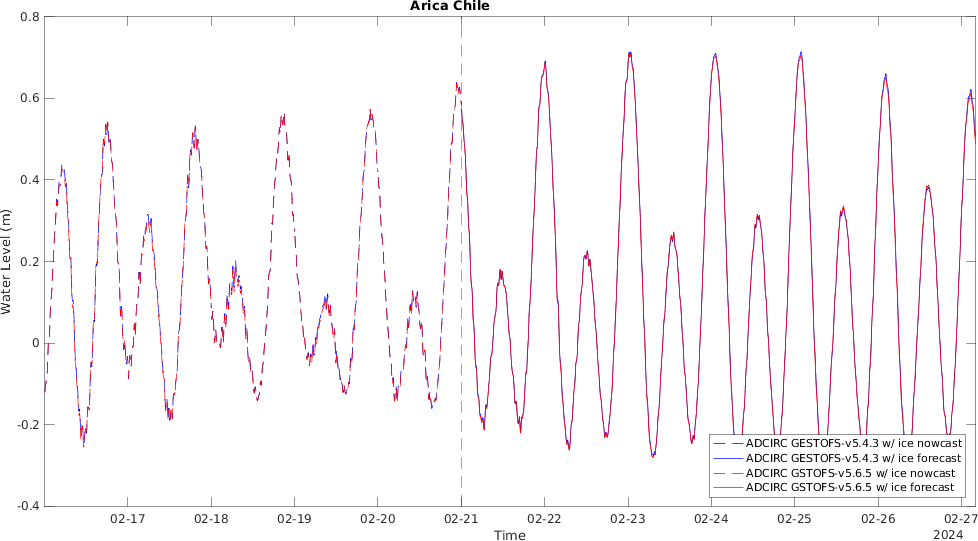 Arica Chile
Water Level (m)
0.8
0.6
0.4
0.2
0
-0.2
-0.4
ADCIRC GESTOFS-v5.4.3 w/ ice nowcast
ADCIRC GESTOFS-v5.4.3 w/ ice forecast
ADCIRC GSTOFS-v5.6.5 w/ ice nowcast
ADCIRC GSTOFS-v5.6.5 w/ ice forecast
02-17 02-18 02-19 02-20 02-21 02-22 02-23 02-24 02-25 02-26 02-27
Time
2024